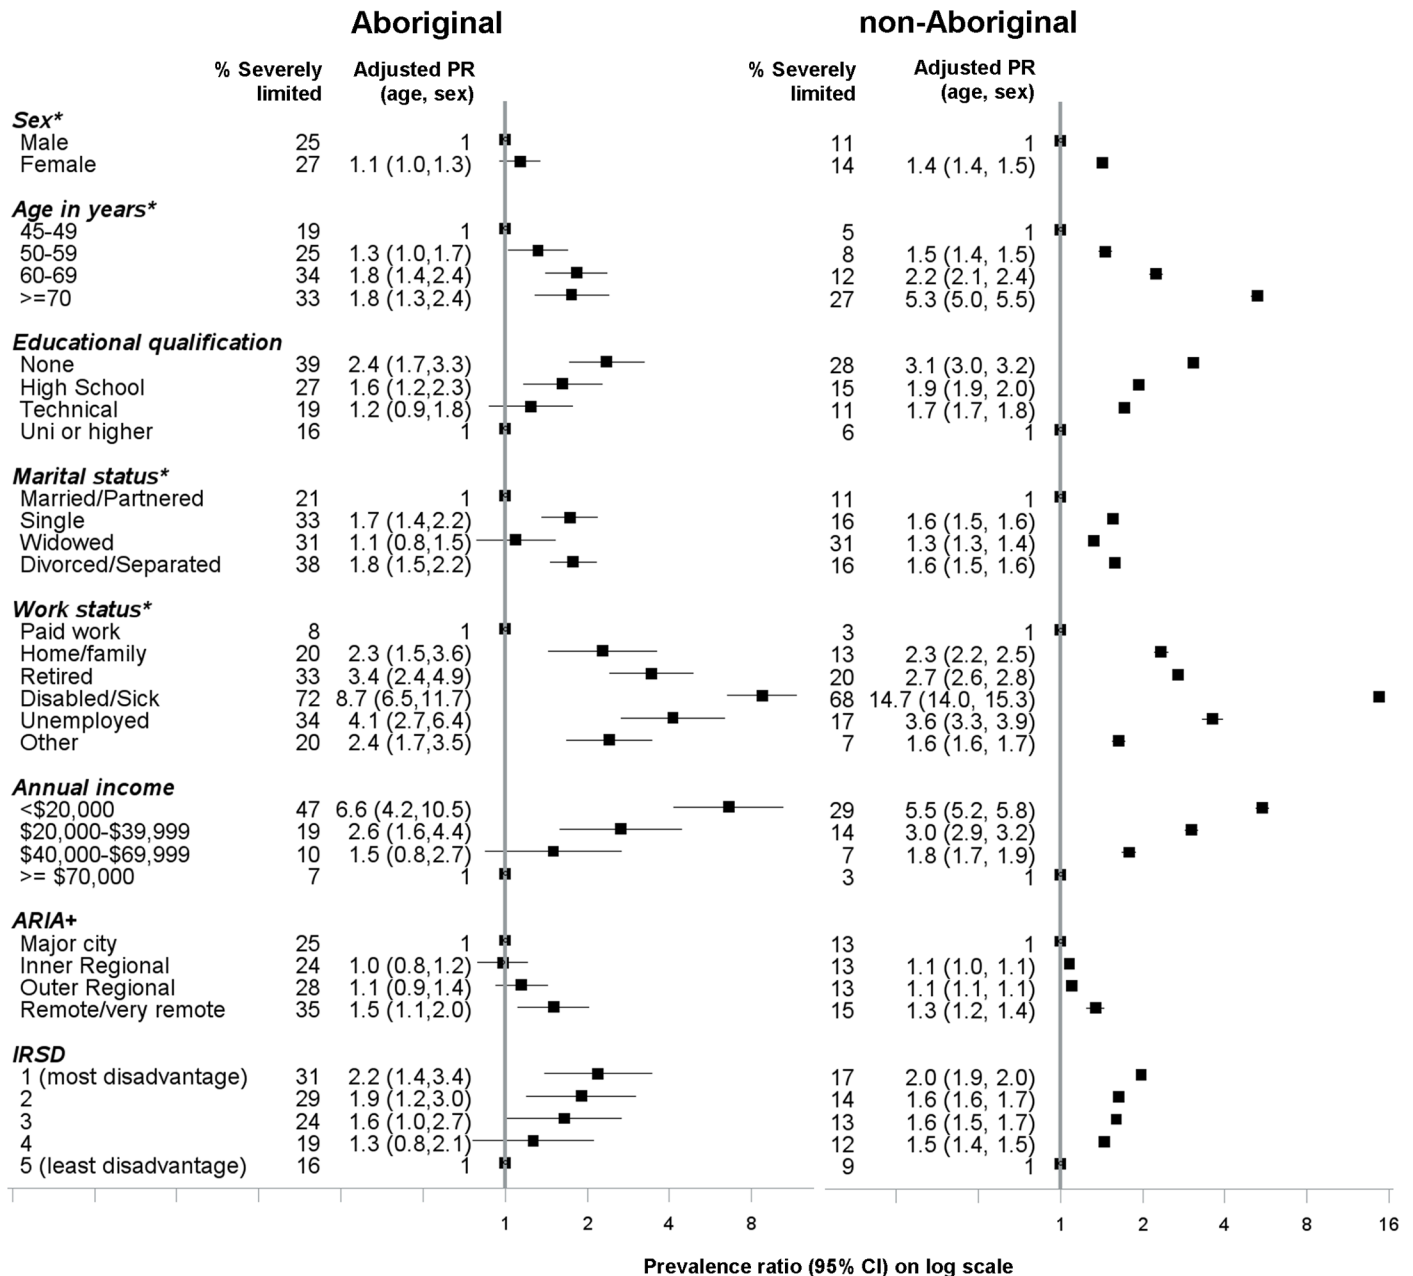 Aboriginal non-Aboriginal
% Severely Adjusted PR % Severely Adjusted PR
limited (age, sex) limited (age, sex)
Sex*
Male 25 1 11 1
Female 27 1.1 (1.0,1.3) 14 1.4 (1.4, 1.5)
Age in years*
45-49 19 1 5 1
50-59 25 1.3 (1.0,1.7) 8 1.5 (1.4, 1.5)
60-69 34 1.8 (1.4,2.4) 12 2.2 (2.1, 2.4)
>=70 33 1.8 (1.3,2.4) 27 5.3 (5.0, 5.5)
Educational qualification
None 39 2.4 (1.7,3.3) 28 3.1 (3.0, 3.2)
High School 27 1.6 (1.2,2.3) 15 1.9 (1.9, 2.0)
Technical 19 1.2 (0.9,1.8) 11 1.7 (1.7, 1.8)
Uni or higher 16 1 6 1
Marital status*
Married/Partnered 21 1 11 1
Single 33 1.7 (1.4,2.2) 16 1.6 (1.5, 1.6)
Widowed 31 1.1 (0.8,1.5) 31 1.3 (1.3, 1.4)
Divorced/Separated 38 1.8 (1.5,2.2) 16 1.6 (1.5, 1.6)
Work status*
Paid work 8 1 3 1
Home/family 20 2.3 (1.5,3.6) 13 2.3 (2.2, 2.5)
Retired 33 3.4 (2.4,4.9) 20 2.7 (2.6, 2.8)
Disabled/Sick 72 8.7 (6.5,11.7) 68 14.7 (14.0, 15.3)
Unemployed 34 4.1 (2.7,6.4) 17 3.6 (3.3, 3.9)
Other 20 2.4 (1.7,3.5) 7 1.6 (1.6, 1.7)
Annual income
<$20,000 47 6.6 (4.2,10.5) 29 5.5 (5.2, 5.8)
$20,000-$39,999 19 2.6 (1.6,4.4) 14 3.0 (2.9, 3.2)
$40,000-$69,999 10 1.5 (0.8,2.7) 7 1.8 (1.7, 1.9)
>= $70,000 7 1 3 1
ARIA+
Major city 25 1 13 1
Inner Regional 24 1.0 (0.8,1.2) 13 1.1 (1.0, 1.1)
Outer Regional 28 1.1 (0.9,1.4) 13 1.1 (1.1, 1.1)
Remote/very remote 35 1.5 (1.1,2.0) 15 1.3 (1.2, 1.4)
IRSD
1 (most disadvantage) 31 2.2 (1.4,3.4) 17 2.0 (1.9, 2.0)
2 29 1.9 (1.2,3.0) 14 1.6 (1.6, 1.7)
3 24 1.6 (1.0,2.7) 13 1.6 (1.5, 1.7)
4 19 1.3 (0.8,2.1) 12 1.5 (1.4, 1.5)
5 (least disadvantage) 16 1 9 1
1 2 4 8 1 2 4 8 16
Prevalence ratio (95% CI) on log scale